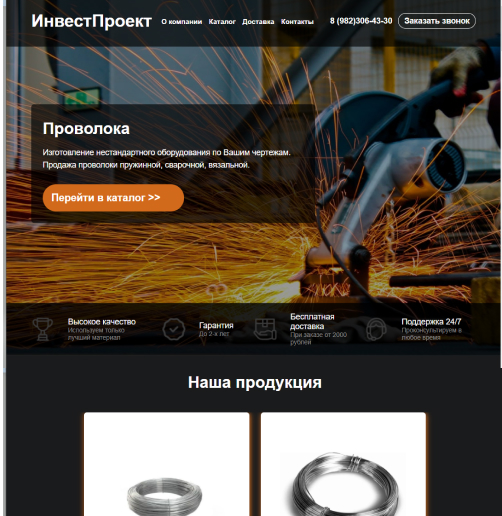 ИнвестПроект О компании Каталог Доставка Контакты 8 (982)306-43-30 Заказать звонок
Проволока
Изготовление нестандартного оборудования по Вашим чертежам.
Продажа проволоки пружинной, сварочной, вязальной.
Перейти в каталог >>
Высокое качество
Используем только
лучший материал
Гарантия
До 2-х лет
Бесплатная
доставка
При заказе от 2000
рублей
Поддержка 24/7
Проконсультируем в
любое время
Наша продукция